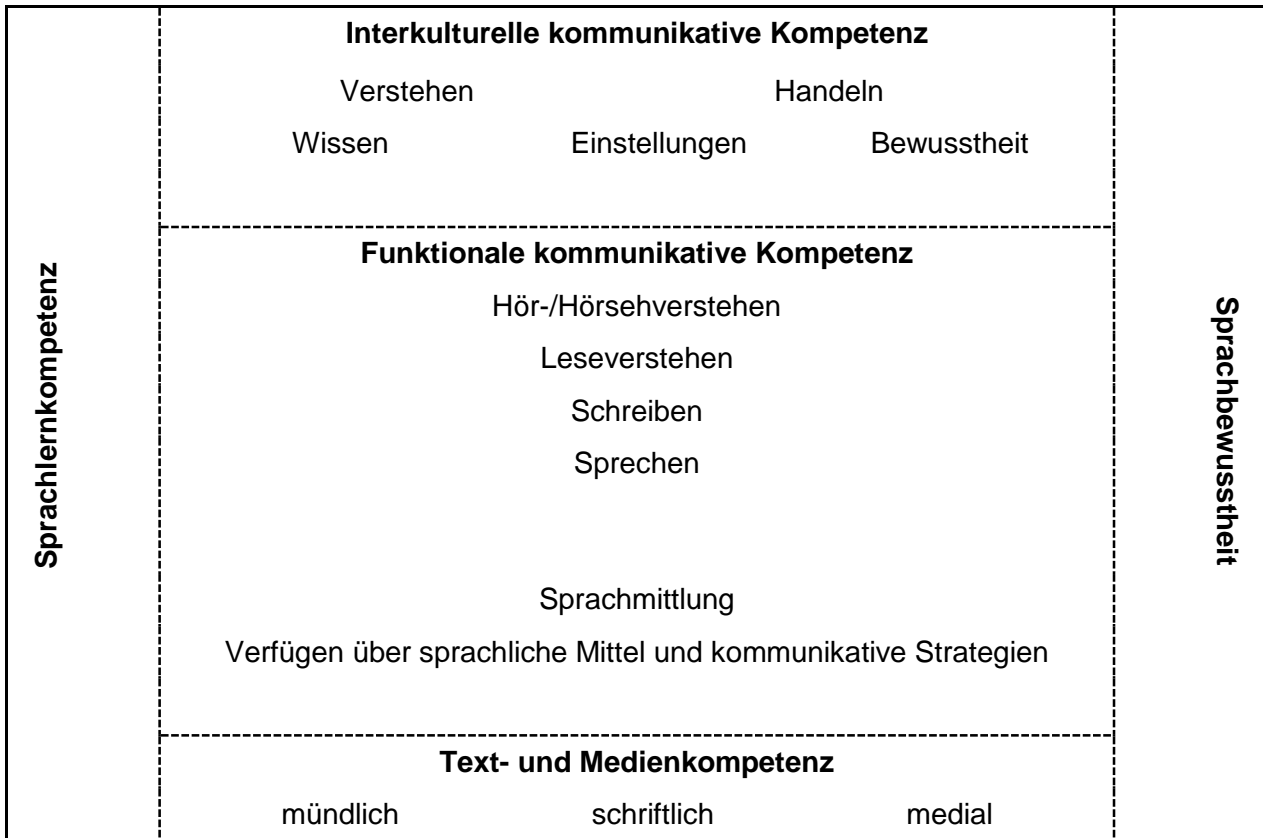 Interkulturelle kommunikative Kompetenz
Verstehen Handeln
Wissen Einstellungen Bewusstheit
Sprachlernkompetenz
Funktionale kommunikative Kompetenz
Hör-/Hörsehverstehen
Leseverstehen
Schreiben
Sprechen
Sprachmittlung
Verfügen über sprachliche Mittel und kommunikative Strategien
Sprachbewusstheit
Text- und Medienkompetenz
mündlich schriftlich medial